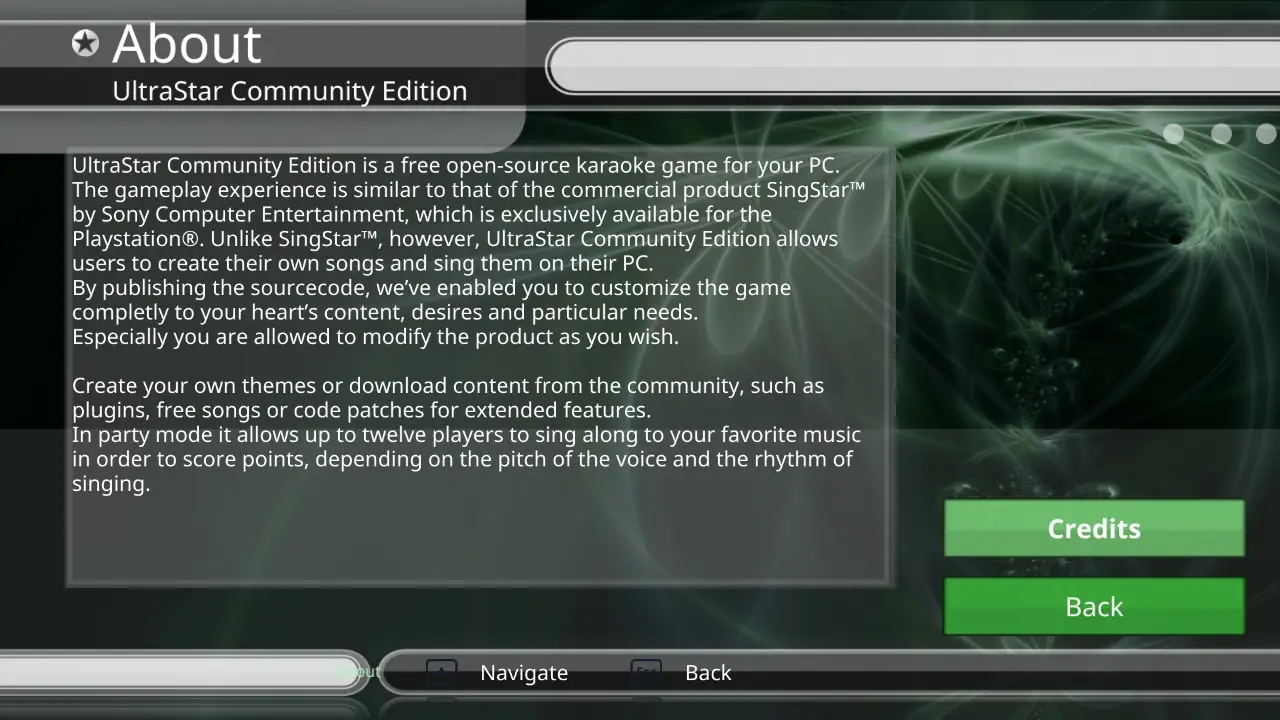 About
UltraStar Community Edition
UltraStar Community Edition is a free open-source karaoke game for your PC.
The gameplay experience is similar to that of the commercial product SingStar™
by Sony Computer Entertainment, which is exclusively available for the
Playstation®. Unlike SingStar™, however, UltraStar Community Edition allows
users to create their own songs and sing them on their PC.
By publishing the sourcecode, we’ve enabled you to customize the game
completly to your heart’s content, desires and particular needs.
Especially you are allowed to modify the product as you wish.
Create your own themes or download content from the community, such as
plugins, free songs or code patches for extended features.
In party mode it allows up to twelve players to sing along to your favorite music
in order to score points, depending on the pitch of the voice and the rhythm of
singing.
Credits
Back
Navigate
Esc Back